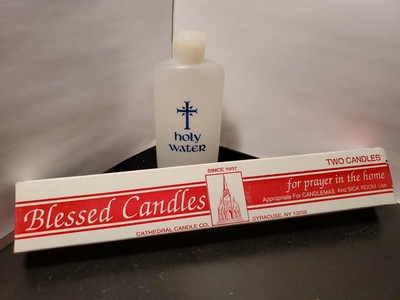 holy
water
TWO CANDLES
SINCE 1897
Blessed Candles
for prayer in the home
Appropriate For CANDLEMAS And SICK ROOM Use
CATHEDRAL CANDLE CO.
SYRACUSE, NY 13208